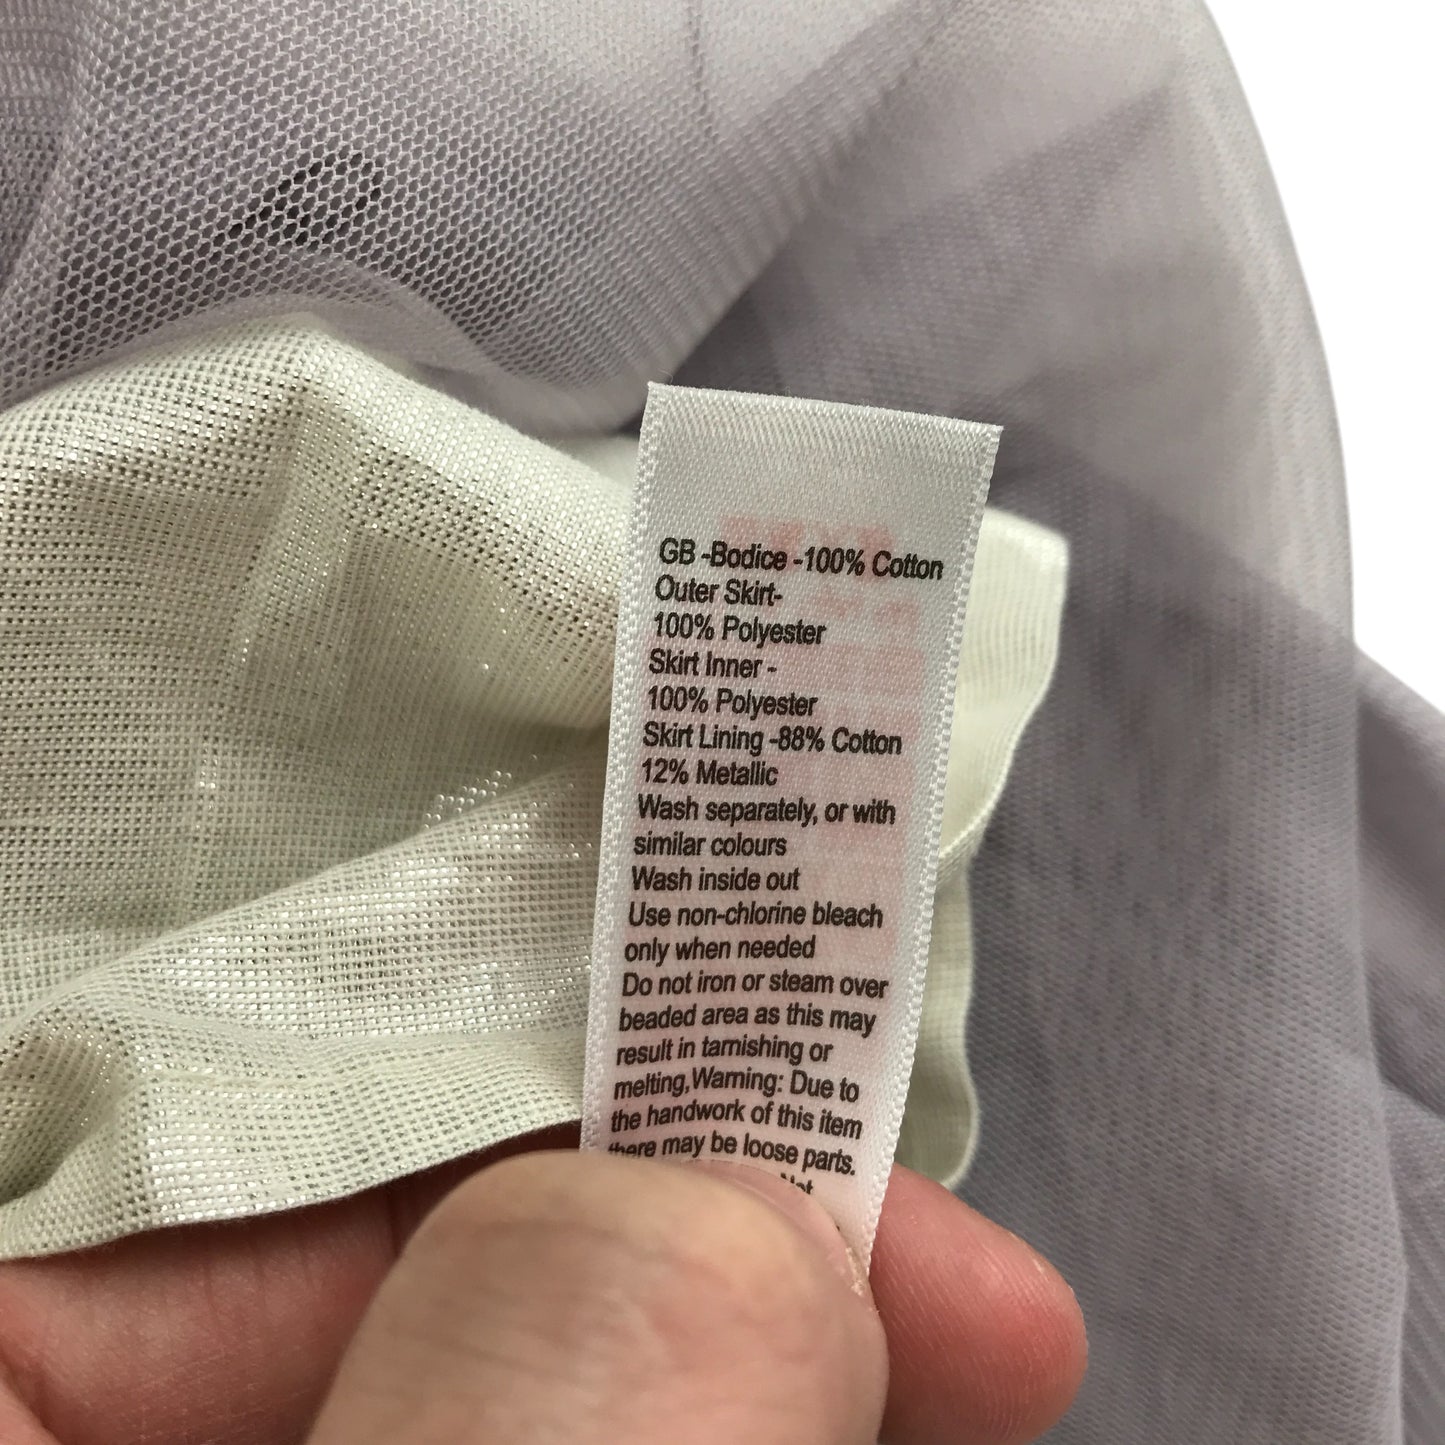 GB -Bodice -100% Cotton
Outer Skirt-
100% Polyester
Skirt Inner -
100% Polyester
Skirt Lining -88% Cotton
12% Metallic
Wash separately, or with
similar colours
Wash inside out
Use non-chlorine bleach
only when needed
Do not iron or steam over
beaded area as this may
result in tarnishing or
melting,Warning: Due to
the handwork of this item
there may be loose parts.